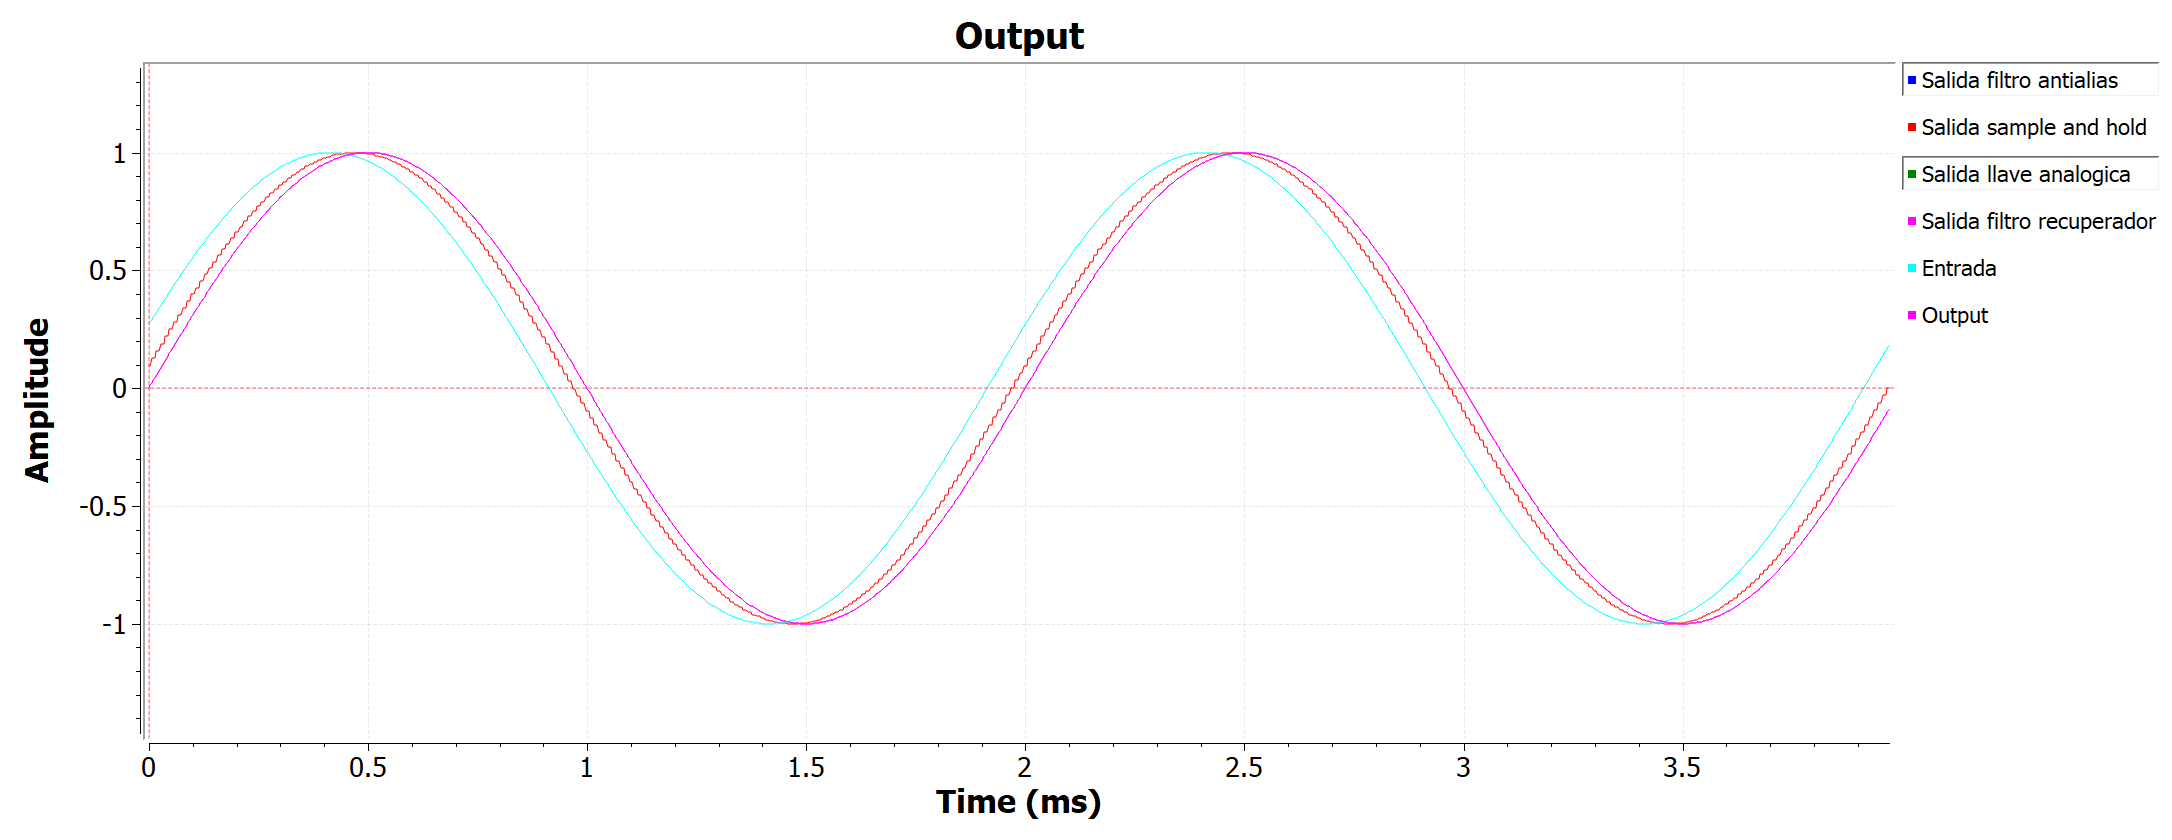 Output
Salida filtro antialias
Salida sample and hold
Salida llave analogica
Salida filtro recuperador
Entrada
Output
Amplitude
1
0.5
0
-0.5
-1
0 0.5 1 1.5 2 2.5 3 3.5
Time (ms)